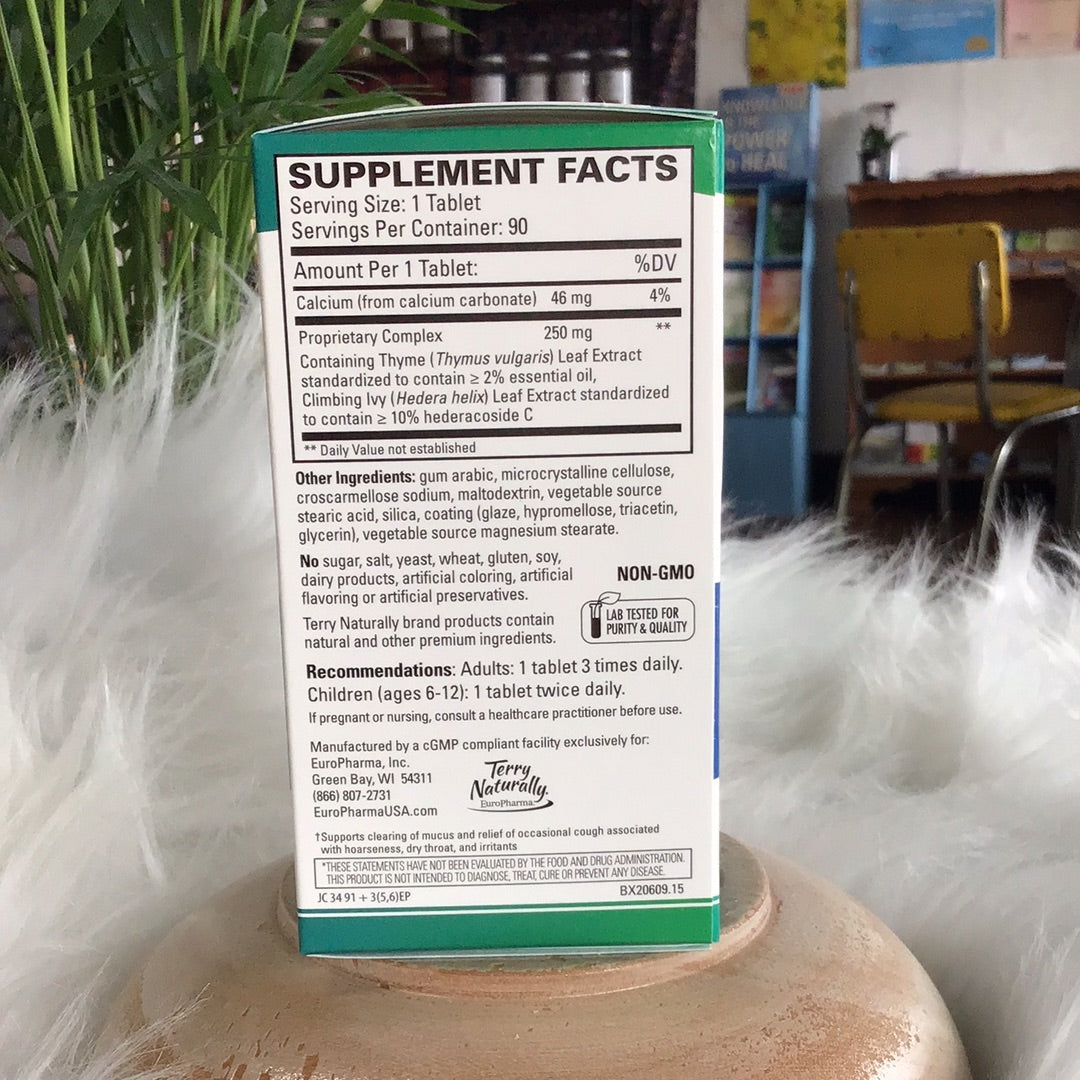 KNOWLEDGE
POWER
HEAL
SUPPLEMENT FACTS
Serving Size: 1 Tablet
Servings Per Container: 90
Amount Per 1 Tablet: %DV
Calcium (from calcium carbonate) 46 mg 4%
Proprietary Complex 250 mg **
Containing Thyme (Thymus vulgaris) Leaf Extract
standardized to contain ≥ 2% essential oil,
Climbing Ivy (Hedera helix) Leaf Extract standardized
to contain ≥ 10% hederacoside C
** Daily Value not established
Other Ingredients: gum arabic, microcrystalline cellulose,
croscarmellose sodium, maltodextrin, vegetable source
stearic acid, silica, coating (glaze, hypromellose, triacetin,
glycerin), vegetable source magnesium stearate.
No sugar, salt, yeast, wheat, gluten, soy,
dairy products, artificial coloring, artificial
flavoring or artificial preservatives.
NON-GMO
Terry Naturally brand products contain
natural and other premium ingredients.
LAB TESTED FOR
PURITY & QUALITY
Recommendations: Adults: 1 tablet 3 times daily.
Children (ages 6-12): 1 tablet twice daily.
If pregnant or nursing, consult a healthcare practitioner before use.
Manufactured by a cGMP compliant facility exclusively for:
EuroPharma, Inc.
Green Bay, WI 54311
(866) 807-2731
EuroPharmaUSA.com
Terry
Naturally.
EuroPharma
†Supports clearing of mucus and relief of occasional cough associated
with hoarseness, dry throat, and irritants
*THESE STATEMENTS HAVE NOT BEEN EVALUATED BY THE FOOD AND DRUG ADMINISTRATION.
THIS PRODUCT IS NOT INTENDED TO DIAGNOSE, TREAT, CURE OR PREVENT ANY DISEASE.
JC 34 91 + 3(5,6)EP BX20609.15